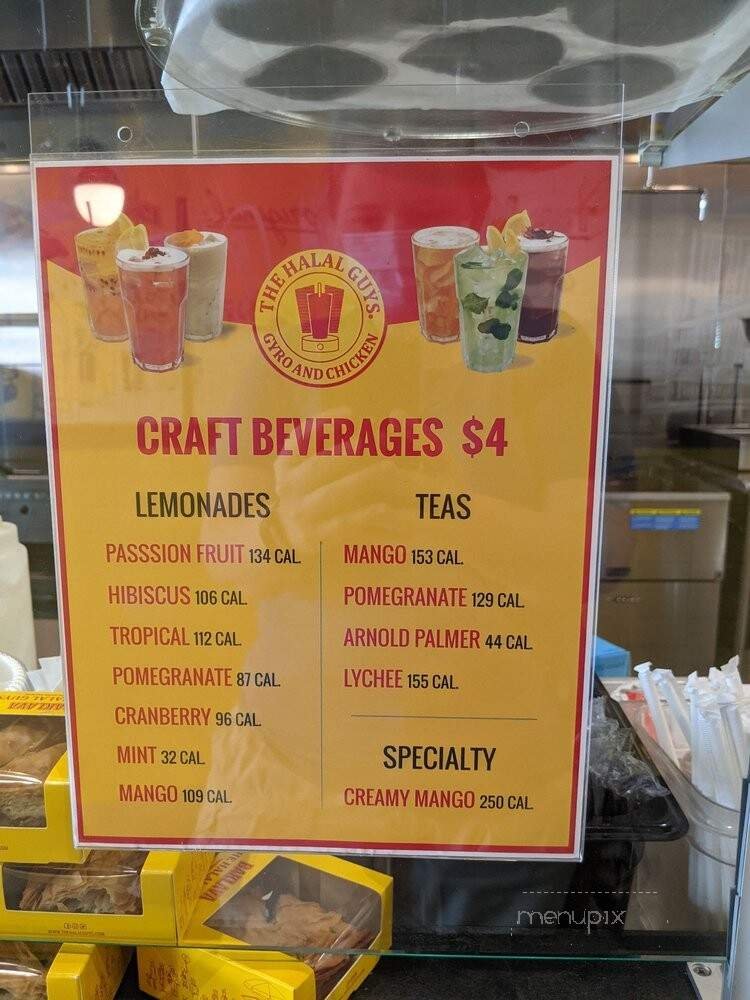 THE HALAL GUYS®
GYRO AND CHICKEN
CRAFT BEVERAGES $4
LEMONADES
PASSSION FRUIT 134 CAL.
HIBISCUS 106 CAL.
TROPICAL 112 CAL.
POMEGRANATE 87 CAL.
CRANBERRY 96 CAL.
MINT 32 CAL.
MANGO 109 CAL.
TEAS
MANGO 153 CAL.
POMEGRANATE 129 CAL.
ARNOLD PALMER 44 CAL.
LYCHEE 155 CAL.
SPECIALTY
CREAMY MANGO 250 CAL.
BAKLAVA
BAKLAVA
menupix